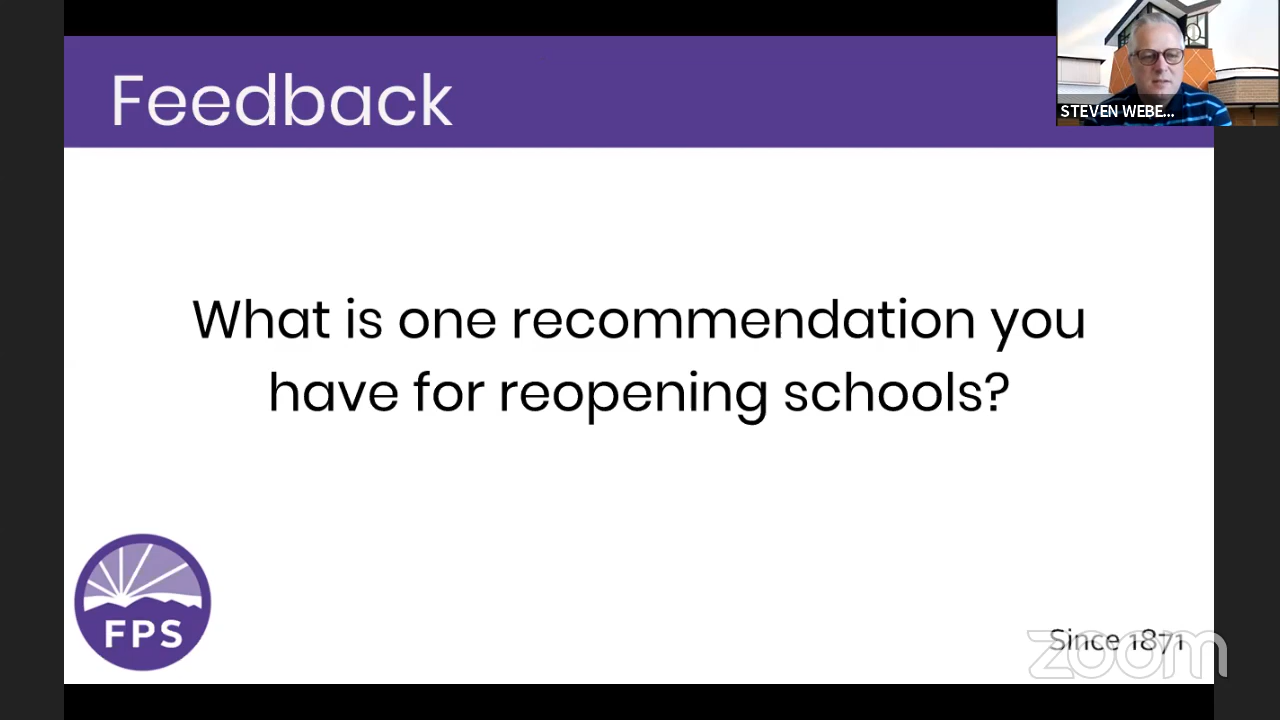 Feedback
STEVEN WEBE...
What is one recommendation you
have for reopening schools?
FPS
Since 1871
zoom